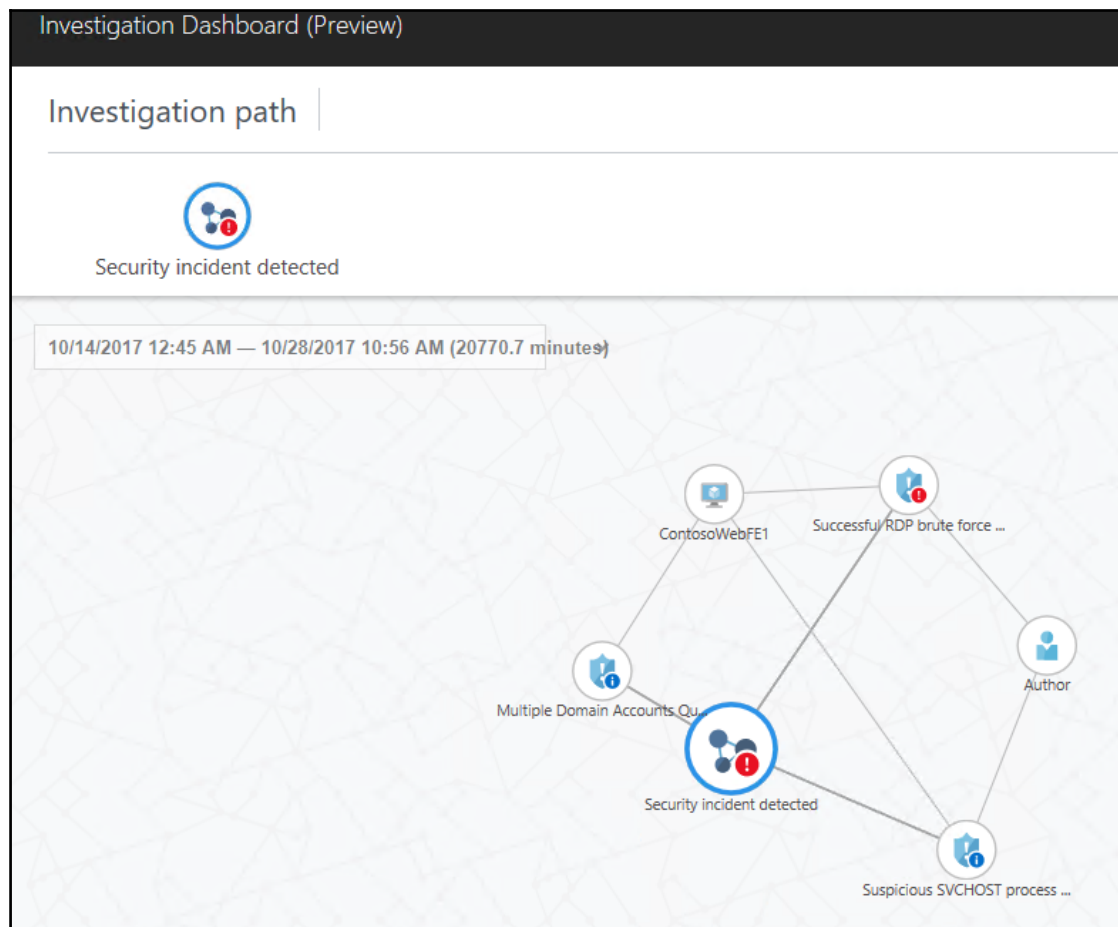 Investigation Dashboard (Preview)
Investigation path
Security incident detected
10/14/2017 12:45 AM — 10/28/2017 10:56 AM (20770.7 minutes)
ContosoWebFE1
Successful RDP brute force ...
Author
Multiple Domain Accounts Qu...
Security incident detected
Suspicious SVCHOST process ...